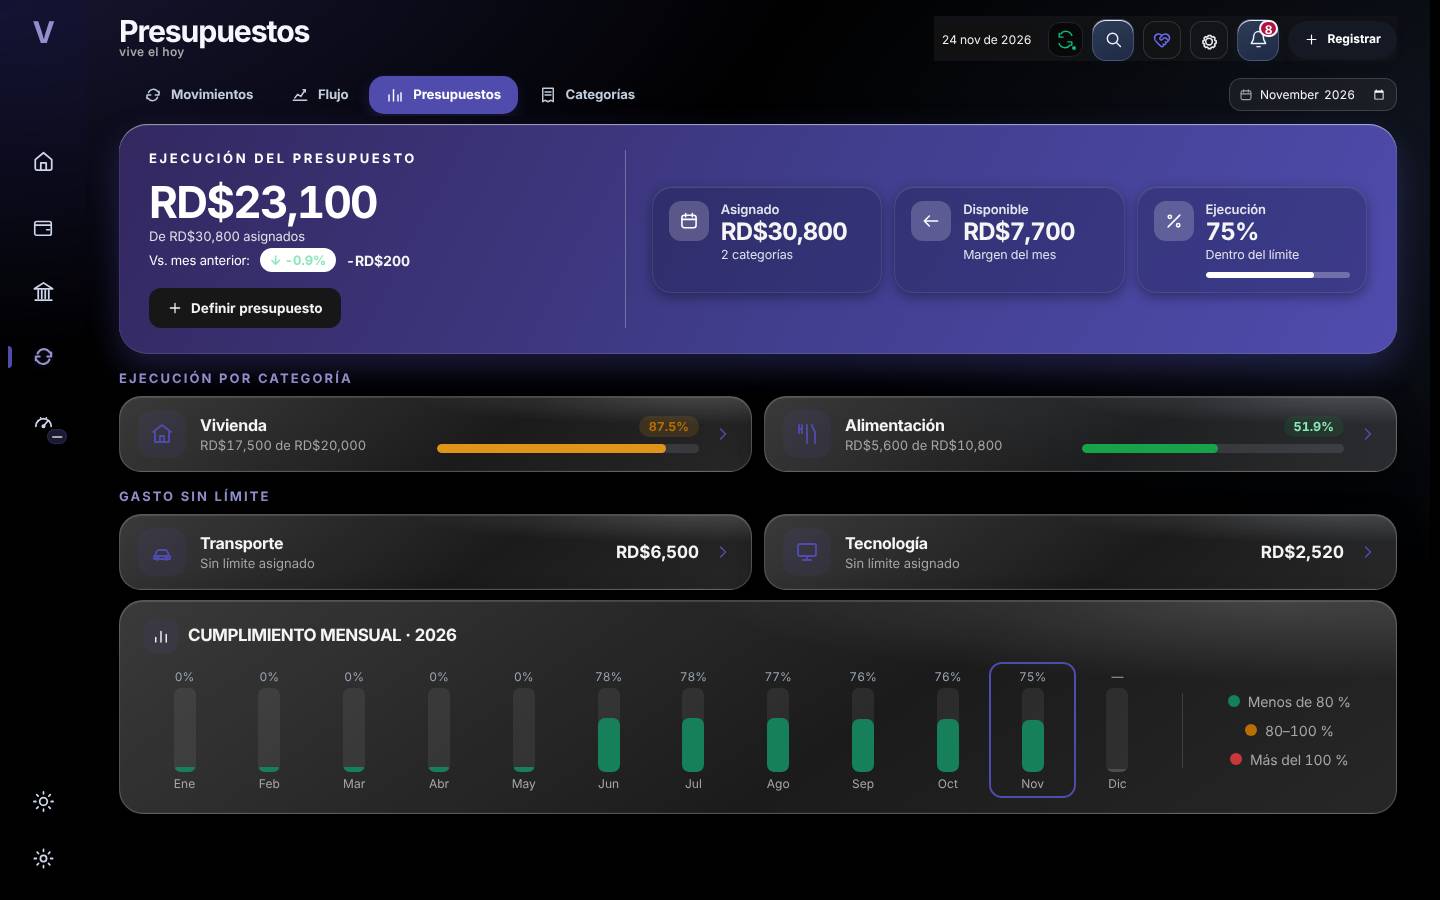 V
Presupuestos
vive el hoy
24 nov de 2026
8
Registrar
Movimientos
Flujo
Presupuestos
Categorías
November 2026
EJECUCIÓN DEL PRESUPUESTO
RD$23,100
De RD$30,800 asignados
Vs. mes anterior: ↓ -0.9% -RD$200
+ Definir presupuesto
Asignado
RD$30,800
2 categorías
Disponible
RD$7,700
Margen del mes
Ejecución
75%
Dentro del límite
EJECUCIÓN POR CATEGORÍA
Vivienda
RD$17,500 de RD$20,000
87.5%
Alimentación
RD$5,600 de RD$10,800
51.9%
GASTO SIN LÍMITE
Transporte
Sin límite asignado
RD$6,500
Tecnología
Sin límite asignado
RD$2,520
CUMPLIMIENTO MENSUAL · 2026
0% 0% 0% 0% 0% 78% 78% 77% 76% 76% 75% —
Ene Feb Mar Abr May Jun Jul Ago Sep Oct Nov Dic
Menos de 80 %
80–100 %
Más del 100 %